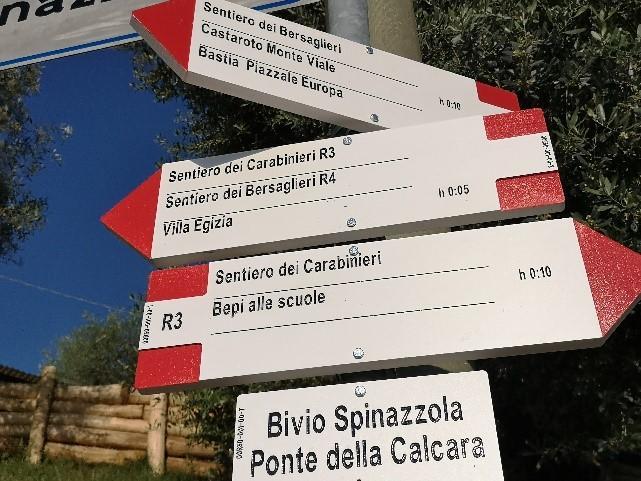 Sentiero dei Bersaglieri
Castaroto Monte Viale
Bastia Piazzale Europa
h 0:10
Sentiero dei Carabinieri R3
Sentiero dei Bersaglieri R4
Villa Egizia
h 0:05
Sentiero dei Carabinieri
Bepi alle scuole
h 0:10
R3
Bivio Spinazzola
Ponte della Calcara